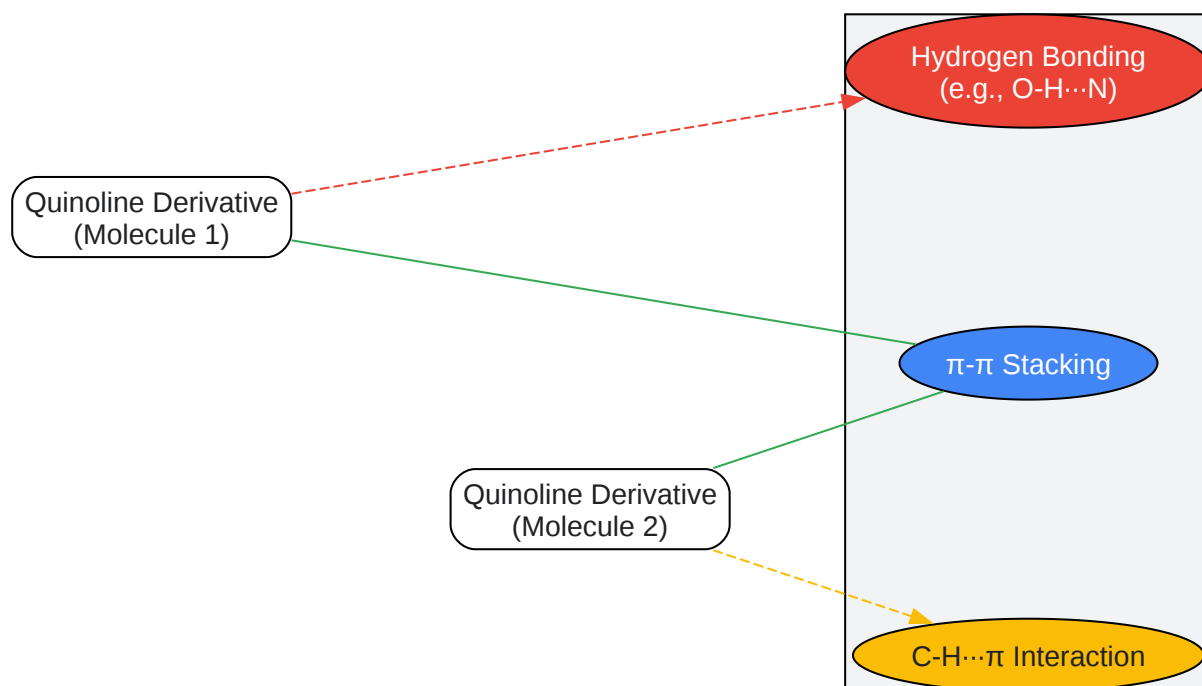 Hydrogen Bonding
(e.g., O-H···N)
Quinoline Derivative
(Molecule 1)
π-π Stacking
Quinoline Derivative
(Molecule 2)
C-H···π Interaction